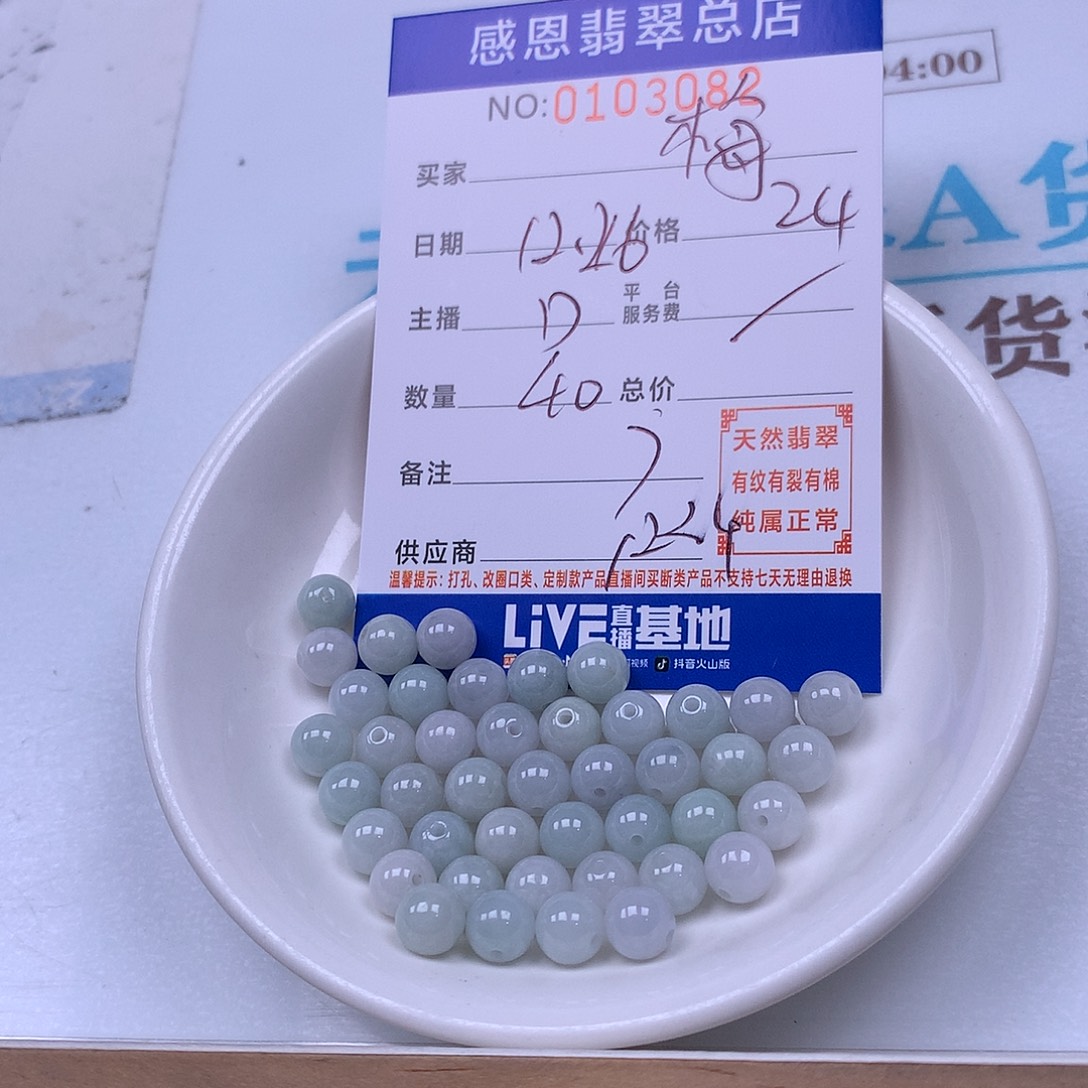 感恩翡翠总店
NO:0103082
买家 梅
日期 12.26 价格 24
主播 D 平台服务费 /
数量 40 总价
备注
供应商
天然翡翠
有纹有裂有棉
纯属正常
温馨提示：打孔、改圈口类、定制款产品直播间买断类产品不支持七天无理由退换
LiVE直播基地
抖音火山版
04:00
A货
货